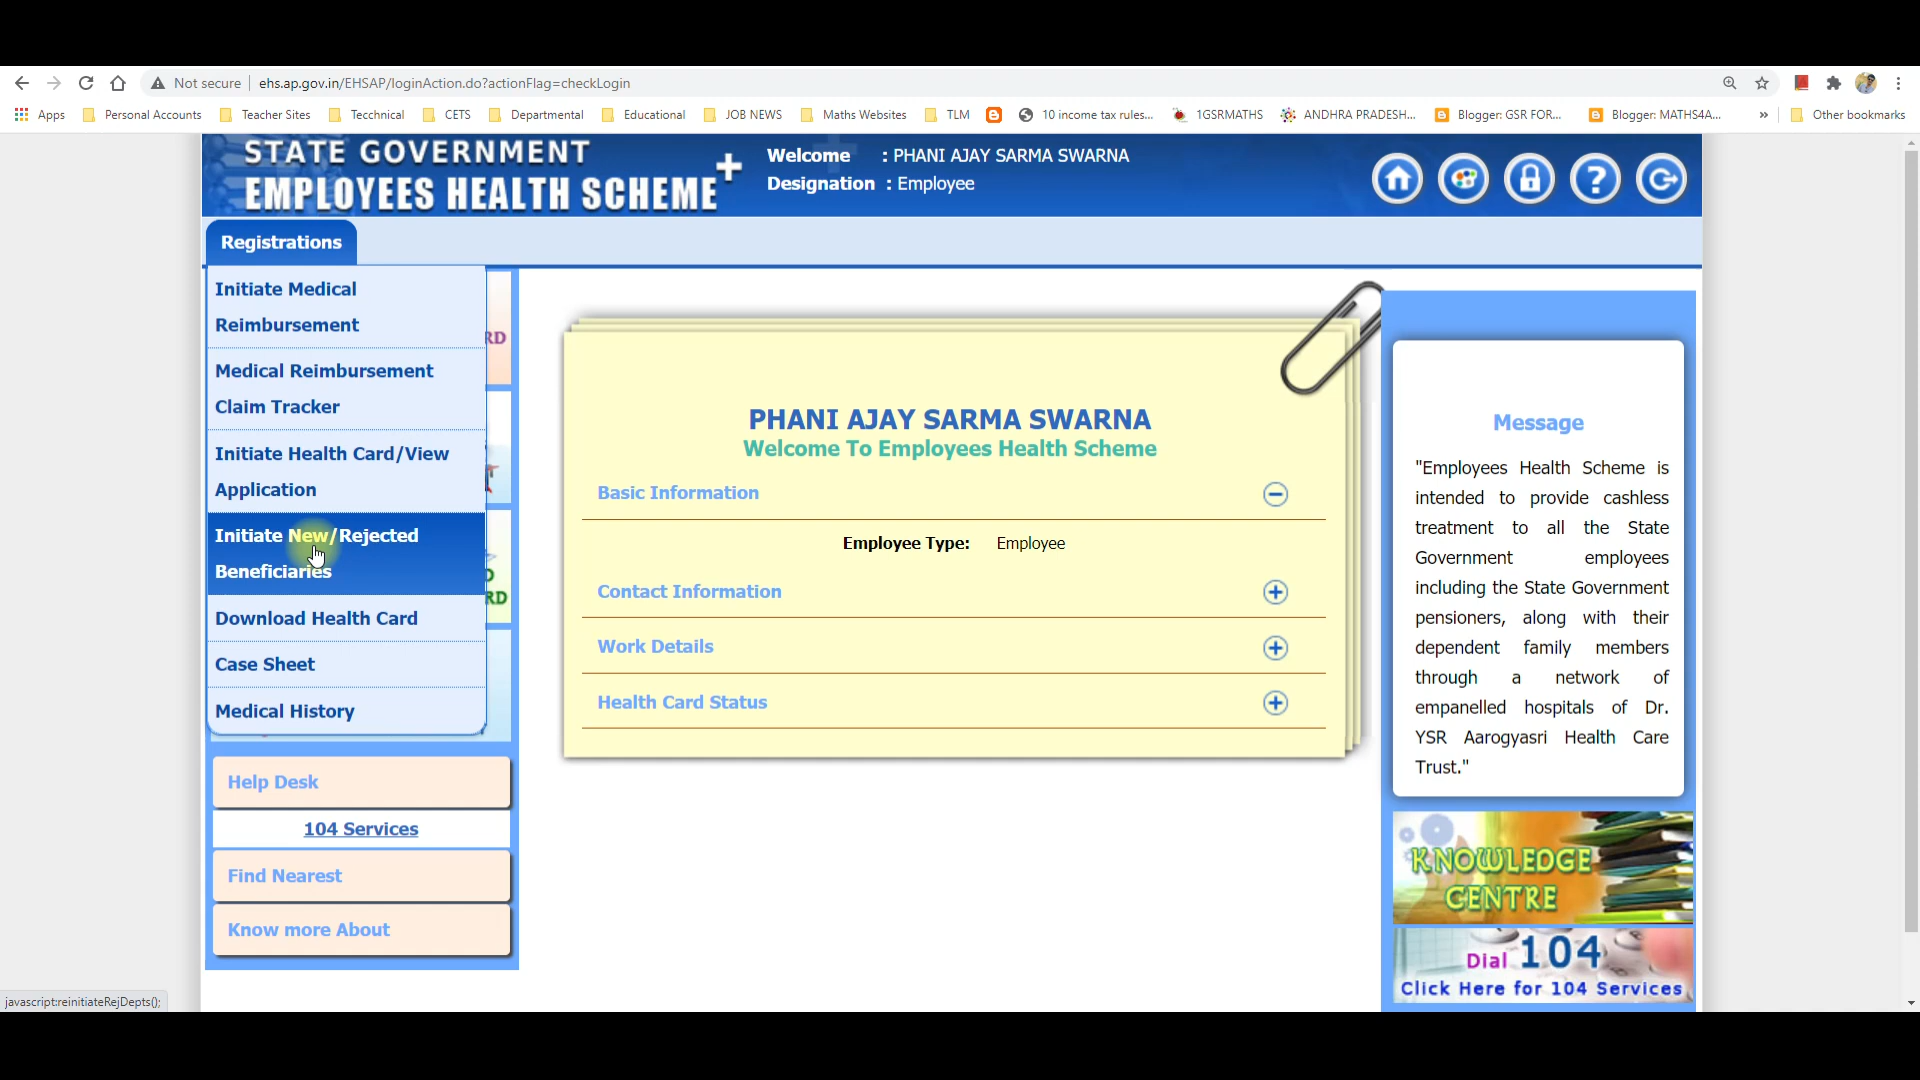 Not secure | ehs.ap.gov.in/EHSAP/loginAction.do?actionFlag=checkLogin
Apps Personal Accounts Teacher Sites Tecchnical CETS Departmental Educational JOB NEWS Maths Websites TLM 10 income tax rules... 1GSRMATHS ANDHRA PRADESH... Blogger: GSR FOR... Blogger: MATHS4A... » Other bookmarks
STATE GOVERNMENT
EMPLOYEES HEALTH SCHEME
Welcome : PHANI AJAY SARMA SWARNA
Designation : Employee
Registrations
Initiate Medical
Reimbursement
Medical Reimbursement
Claim Tracker
Initiate Health Card/View
Application
Initiate New/Rejected
Beneficiaries
Download Health Card
Case Sheet
Medical History
RD
RD
Help Desk
104 Services
Find Nearest
Know more About
PHANI AJAY SARMA SWARNA
Welcome To Employees Health Scheme
Basic Information
Employee Type: Employee
Contact Information
Work Details
Health Card Status
Message
"Employees Health Scheme is
intended to provide cashless
treatment to all the State
Government employees
including the State Government
pensioners, along with their
dependent family members
through a network of
empanelled hospitals of Dr.
YSR Aarogyasri Health Care
Trust."
KNOWLEDGE
CENTRE
Dial 104
Click Here for 104 Services
javascript:reinitiateRejDepts();